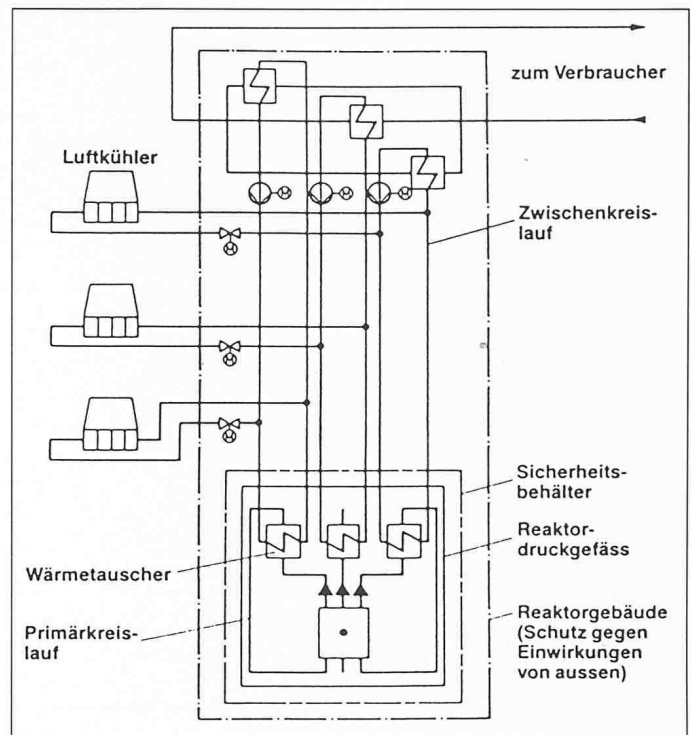 zum Verbraucher
Luftkühler
Zwischenkreis-
lauf
Sicherheits-
behälter
Reaktor-
druckgefäss
Wärmetauscher
Reaktorgebäude
(Schutz gegen
Einwirkungen
von aussen)
Primärkreis-
lauf